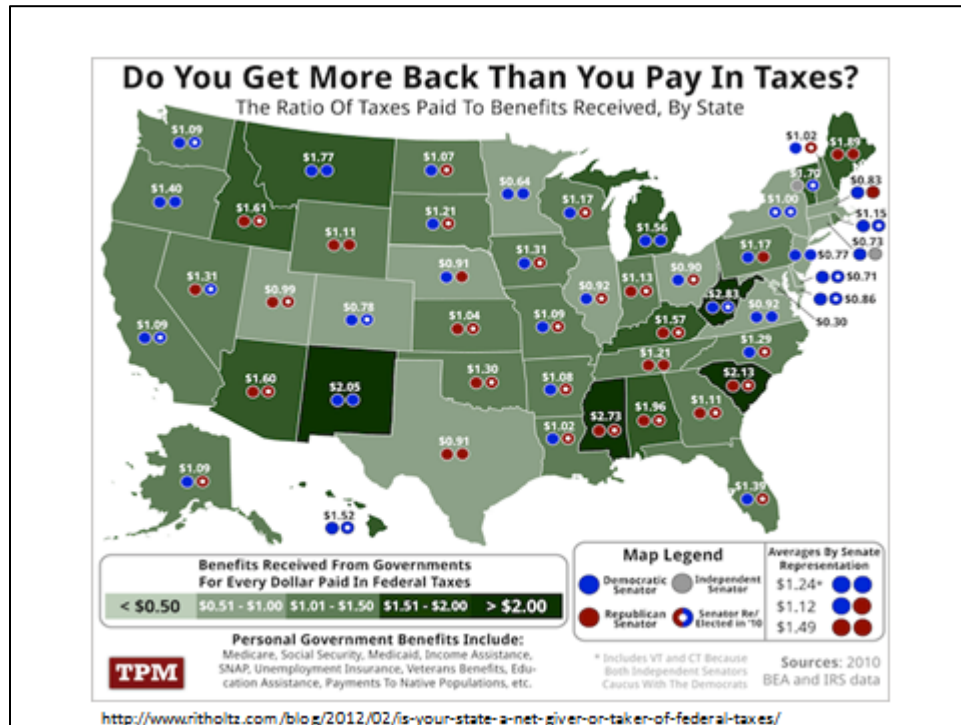 Do You Get More Back Than You Pay In Taxes?
The Ratio Of Taxes Paid To Benefits Received, By State
$1.09
$1.77
$1.07
$0.64
$1.02
$1.89
$1.40
$1.61
$1.21
$1.17
$1.70
$0.83
$1.00
$1.11
$1.56
$1.15
$1.31
$0.91
$1.31
$1.17
$0.73
$0.77
$0.99
$0.78
$0.92
$1.13
$0.90
$2.83
$0.71
$0.92
$0.86
$1.09
$1.04
$1.09
$1.57
$0.30
$1.29
$1.60
$2.05
$1.30
$1.08
$1.21
$2.13
$0.91
$1.02
$2.73
$1.96
$1.11
$1.09
$1.52
$1.39
Benefits Received From Governments
For Every Dollar Paid In Federal Taxes
< $0.50 $0.51 - $1.00 $1.01 - $1.50 $1.51 - $2.00 > $2.00
Map Legend
Democratic Senator
Independent Senator
Republican Senator
Senator Re/ Elected in '10
Averages By Senate
Representation
$1.24*
$1.12
$1.49
TPM
Personal Government Benefits Include:
Medicare, Social Security, Medicaid, Income Assistance,
SNAP, Unemployment Insurance, Veterans Benefits, Edu-
cation Assistance, Payments To Native Populations, etc.
* Includes VT and CT Because
Both Independent Senators
Caucus With The Democrats
Sources: 2010
BEA and IRS data
http://www.ritholtz.com/blog/2012/02/is-your-state-a-net-giver-or-taker-of-federal-taxes/